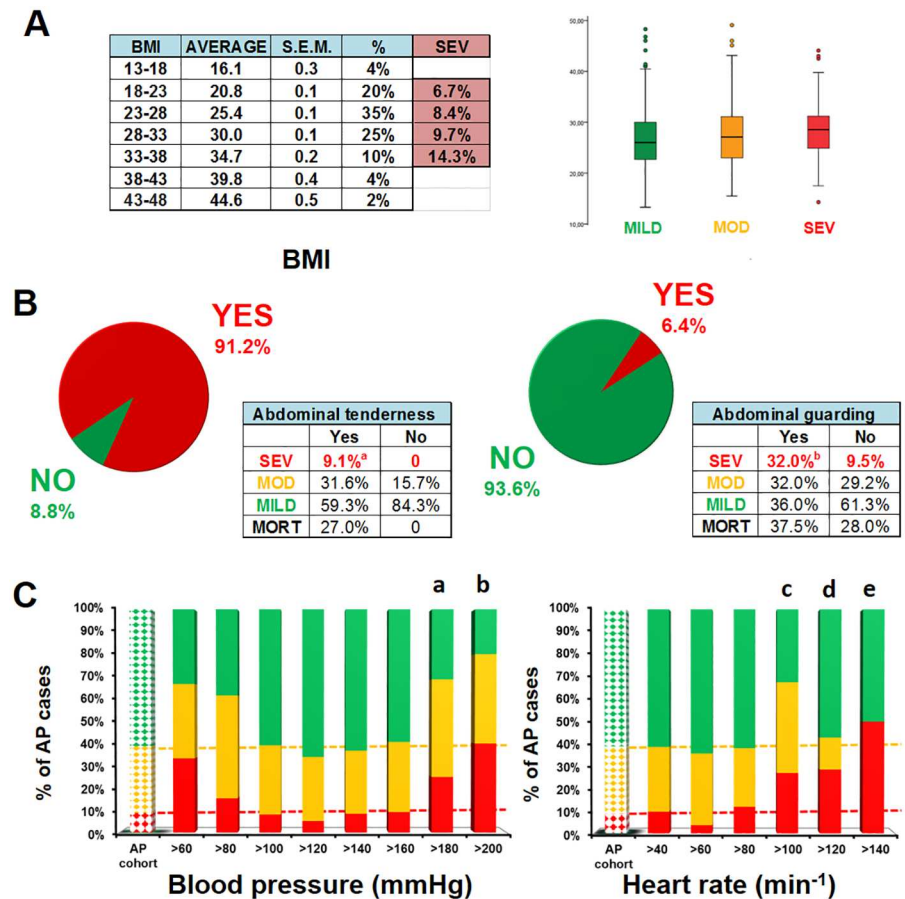 A
BMI AVERAGE S.E.M. % SEV
13-18 16.1 0.3 4%
18-23 20.8 0.1 20% 6.7%
23-28 25.4 0.1 35% 8.4%
28-33 30.0 0.1 25% 9.7%
33-38 34.7 0.2 10% 14.3%
38-43 39.8 0.4 4%
43-48 44.6 0.5 2%
50,00
40,00
30,00
20,00
10,00
MILD MOD SEV
BMI
B
YES
91.2%
NO
8.8%
Abdominal tenderness
Yes No
SEV 9.1%ᵃ 0
MOD 31.6% 15.7%
MILD 59.3% 84.3%
MORT 27.0% 0
YES
6.4%
NO
93.6%
Abdominal guarding
Yes No
SEV 32.0%ᵇ 9.5%
MOD 32.0% 29.2%
MILD 36.0% 61.3%
MORT 37.5% 28.0%
C
a b
% of AP cases
100%
90%
80%
70%
60%
50%
40%
30%
20%
10%
0%
AP cohort >60 >80 >100 >120 >140 >160 >180 >200
Blood pressure (mmHg)
c d e
% of AP cases
100%
90%
80%
70%
60%
50%
40%
30%
20%
10%
0%
AP cohort >40 >60 >80 >100 >120 >140
Heart rate (min⁻¹)